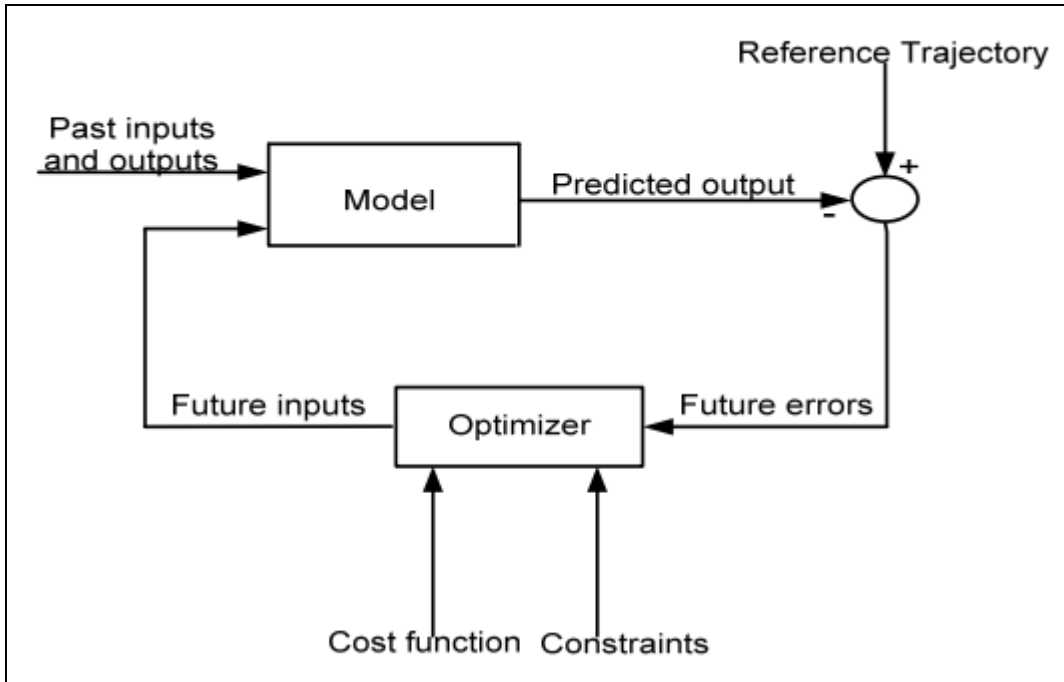 Reference Trajectory
Past inputs
and outputs
Model
Predicted output
+
-
Future inputs
Optimizer
Future errors
Cost function
Constraints